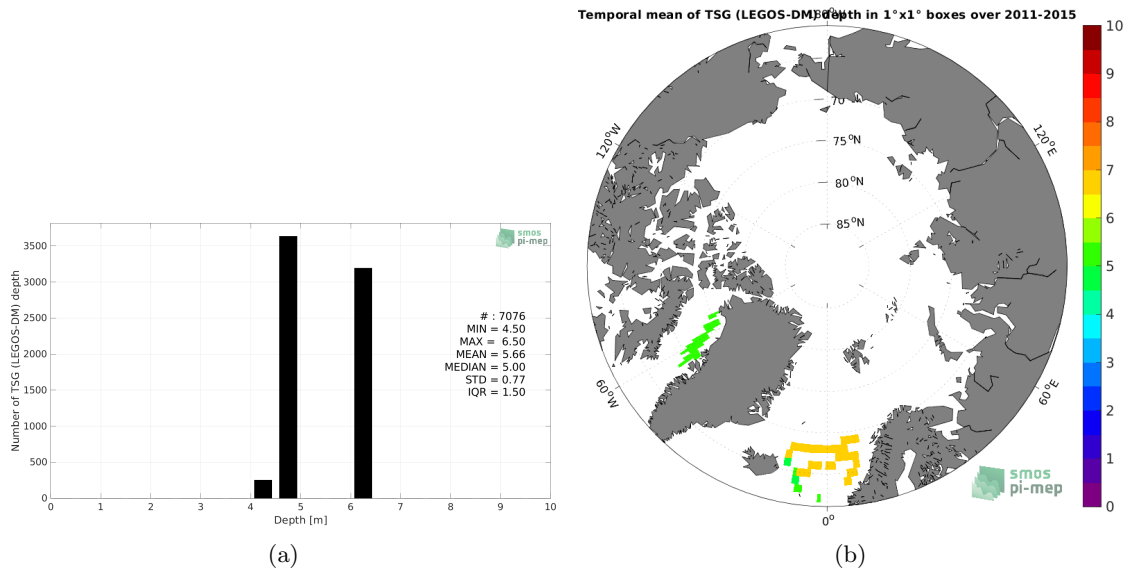 Temporal mean of TSG (LEGOS-DM) depth in 1°x1° boxes over 2011-2015
Number of TSG (LEGOS-DM) depth
3500
3000
2500
2000
1500
1000
500
0
0 1 2 3 4 5 6 7 8 9 10
Depth [m]
smos
pi-mep
# : 7076
MIN = 4.50
MAX = 6.50
MEAN = 5.66
MEDIAN = 5.00
STD = 0.77
IQR = 1.50
(a)
180°W
120°W
120°E
70
75°N
80°N
85°N
60°W
60°E
0°
smos
pi-mep
10
9
8
7
6
5
4
3
2
1
0
(b)